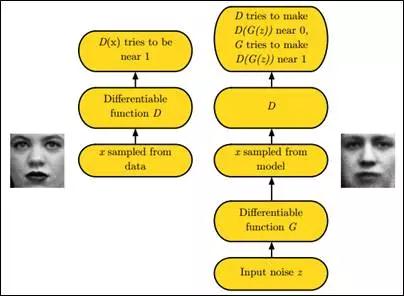 D(x) tries to be
near 1
Differentiable
function D
x sampled from
data
D tries to make
D(G(z)) near 0,
G tries to make
D(G(z)) near 1
D
x sampled from
model
Differentiable
function G
Input noise z